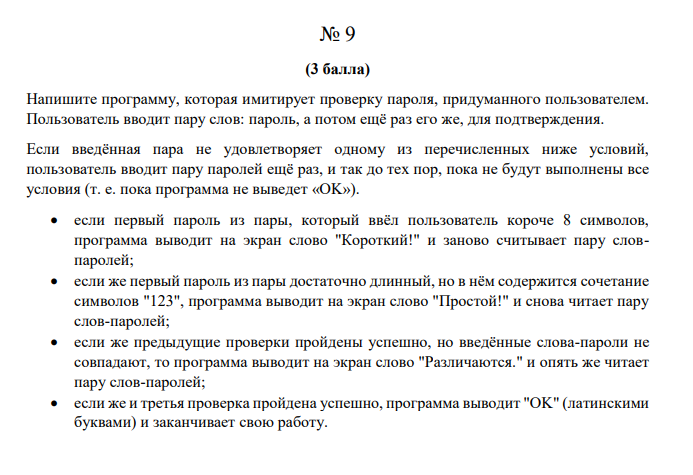 № 9
(3 балла)
Напишите программу, которая имитирует проверку пароля, придуманного пользователем.
Пользователь вводит пару слов: пароль, а потом ещё раз его же, для подтверждения.
Если введённая пара не удовлетворяет одному из перечисленных ниже условий,
пользователь вводит пару паролей ещё раз, и так до тех пор, пока не будут выполнены все
условия (т. е. пока программа не выведет «OK»).
• если первый пароль из пары, который ввёл пользователь короче 8 символов,
программа выводит на экран слово "Короткий!" и заново считывает пару слов-
паролей;
• если же первый пароль из пары достаточно длинный, но в нём содержится сочетание
символов "123", программа выводит на экран слово "Простой!" и снова читает пару
слов-паролей;
• если же предыдущие проверки пройдены успешно, но введённые слова-пароли не
совпадают, то программа выводит на экран слово "Различаются." и опять же читает
пару слов-паролей;
• если же и третья проверка пройдена успешно, программа выводит "OK" (латинскими
буквами) и заканчивает свою работу.